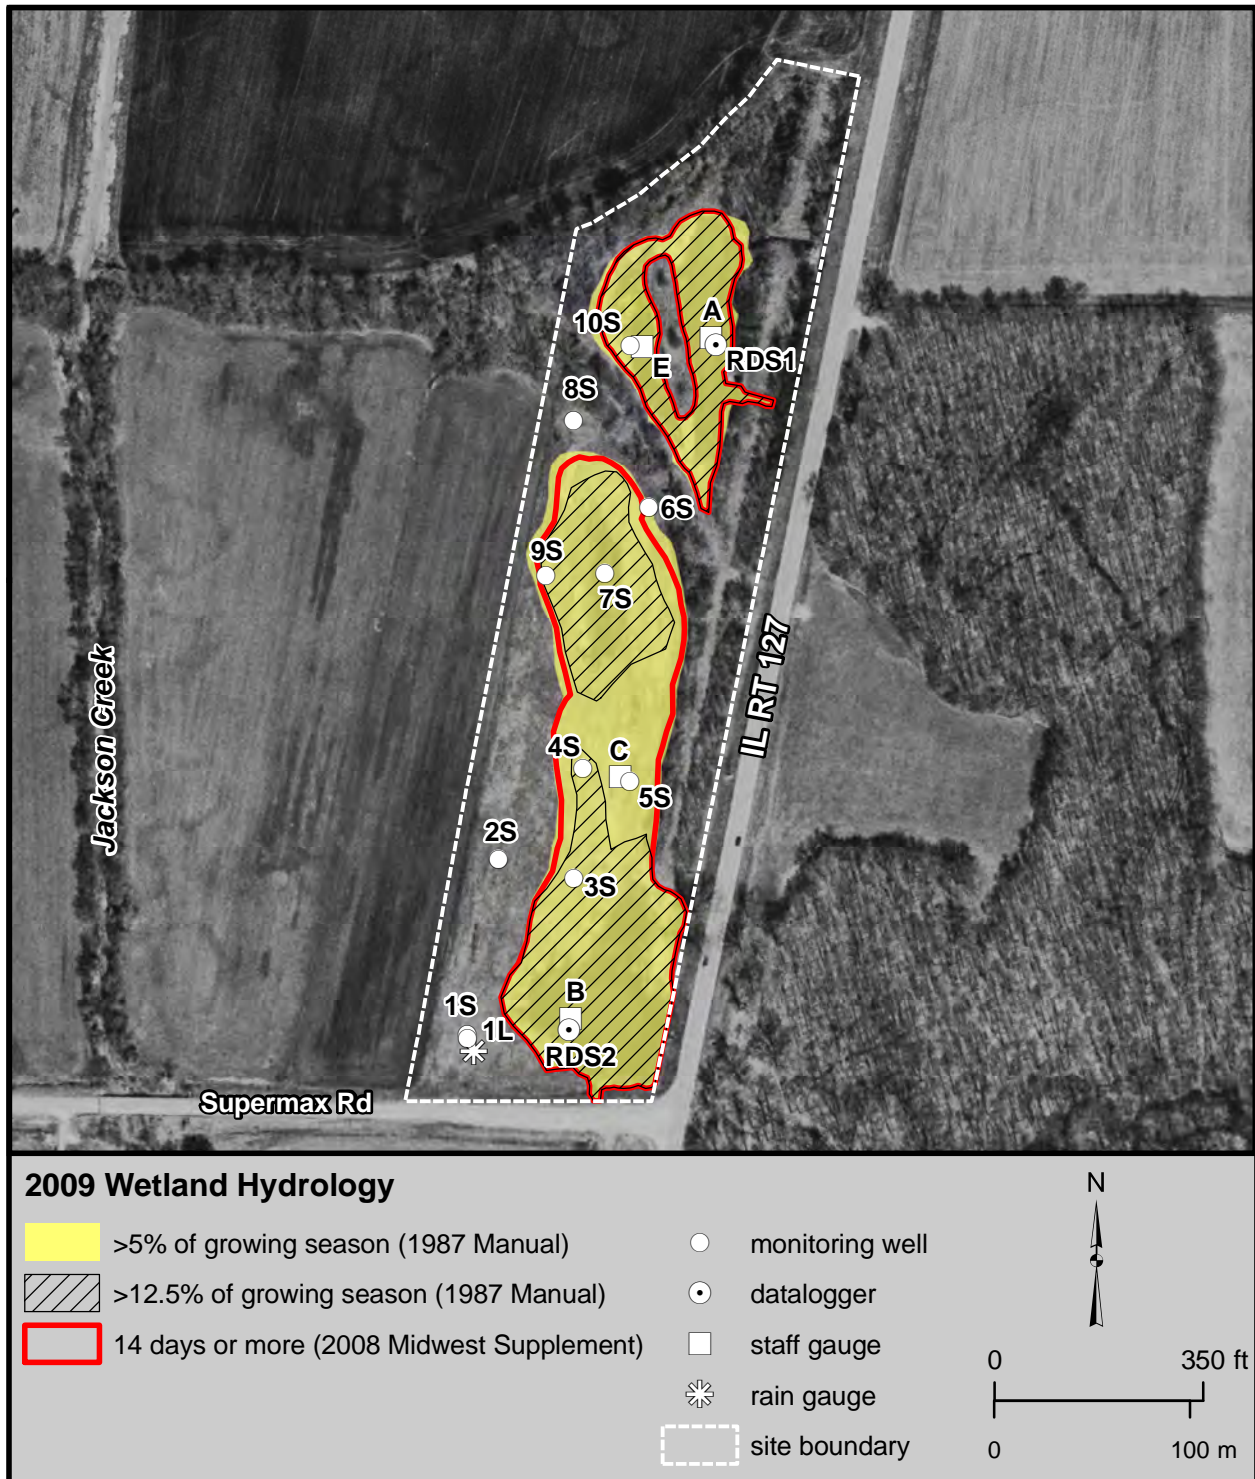 A
10S
RDS1
E
8S
6S
9S
7S
IL RT 127
Jackson Creek
4S
C
5S
2S
3S
B
1S
1L
RDS2
Supermax Rd
2009 Wetland Hydrology
>5% of growing season (1987 Manual)
>12.5% of growing season (1987 Manual)
14 days or more (2008 Midwest Supplement)
monitoring well
datalogger
staff gauge
rain gauge
site boundary
N
0 350 ft
0 100 m